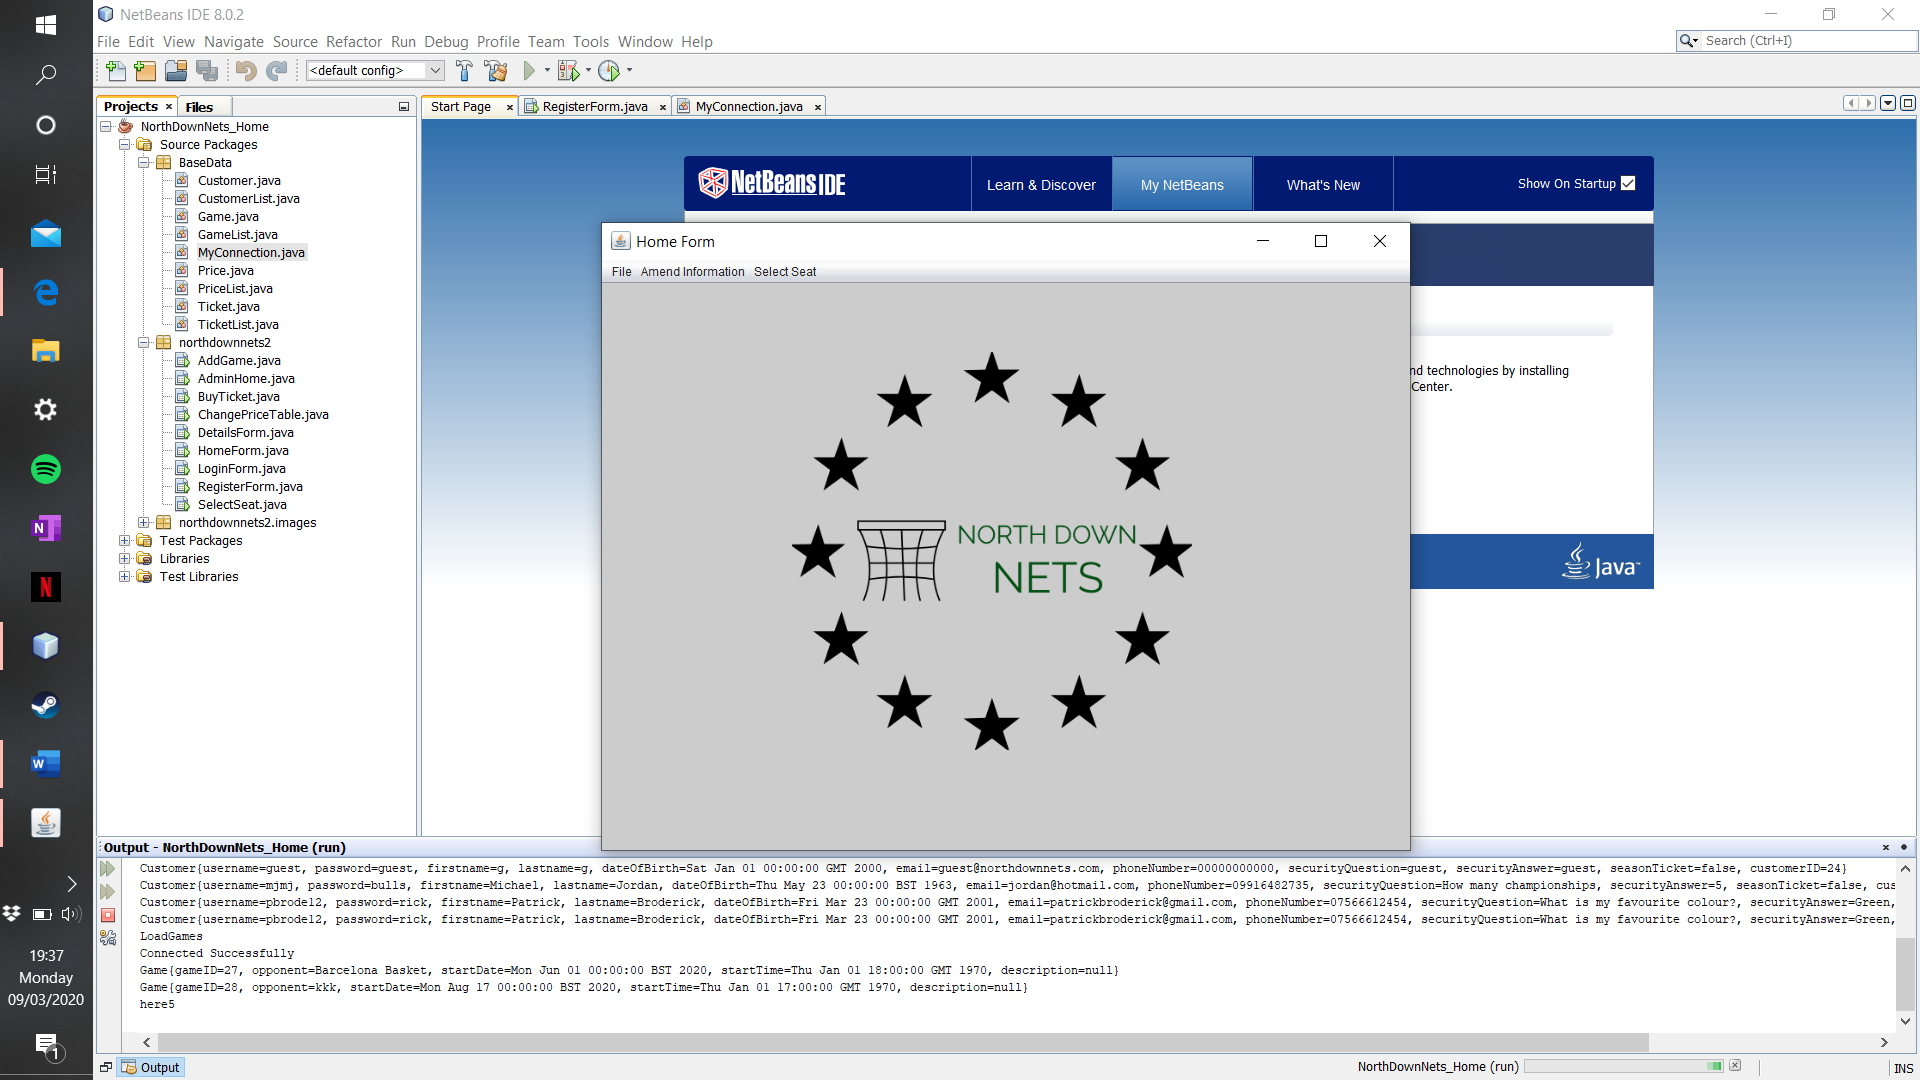 NetBeans IDE 8.0.2
File Edit View Navigate Source Refactor Run Debug Profile Team Tools Window Help
Search (Ctrl+I)
<default config>
Projects
Files
Start Page
RegisterForm.java
MyConnection.java
NorthDownNets_Home
Source Packages
BaseData
Customer.java
CustomerList.java
Game.java
GameList.java
MyConnection.java
Price.java
PriceList.java
Ticket.java
TicketList.java
northdownnets2
AddGame.java
AdminHome.java
BuyTicket.java
ChangePriceTable.java
DetailsForm.java
HomeForm.java
LoginForm.java
RegisterForm.java
SelectSeat.java
northdownnets2.images
Test Packages
Libraries
Test Libraries
NetBeans IDE
Learn & Discover
My NetBeans
What's New
Show On Startup
nd technologies by installing
Center.
Java™
Home Form
File Amend Information Select Seat
NORTH DOWN
NETS
Output - NorthDownNets_Home (run)
Customer{username=guest, password=guest, firstname=g, lastname=g, dateOfBirth=Sat Jan 01 00:00:00 GMT 2000, email=guest@northdownnets.com, phoneNumber=00000000000, securityQuestion=guest, securityAnswer=guest, seasonTicket=false, customerID=24}
Customer{username=mjmj, password=bulls, firstname=Michael, lastname=Jordan, dateOfBirth=Thu May 23 00:00:00 BST 1963, email=jordan@hotmail.com, phoneNumber=09916482735, securityQuestion=How many championships, securityAnswer=5, seasonTicket=false, cus
Customer{username=pbrode12, password=rick, firstname=Patrick, lastname=Broderick, dateOfBirth=Fri Mar 23 00:00:00 GMT 2001, email=patrickbroderick@gmail.com, phoneNumber=07566612454, securityQuestion=What is my favourite colour?, securityAnswer=Green,
Customer{username=pbrode12, password=rick, firstname=Patrick, lastname=Broderick, dateOfBirth=Fri Mar 23 00:00:00 GMT 2001, email=patrickbroderick@gmail.com, phoneNumber=07566612454, securityQuestion=What is my favourite colour?, securityAnswer=Green,
LoadGames
Connected Successfully
Game{gameID=27, opponent=Barcelona Basket, startDate=Mon Jun 01 00:00:00 BST 2020, startTime=Thu Jan 01 18:00:00 GMT 1970, description=null}
Game{gameID=28, opponent=kkk, startDate=Mon Aug 17 00:00:00 BST 2020, startTime=Thu Jan 01 17:00:00 GMT 1970, description=null}
here5
Output
NorthDownNets_Home (run)
INS
19:37
Monday
09/03/2020
1